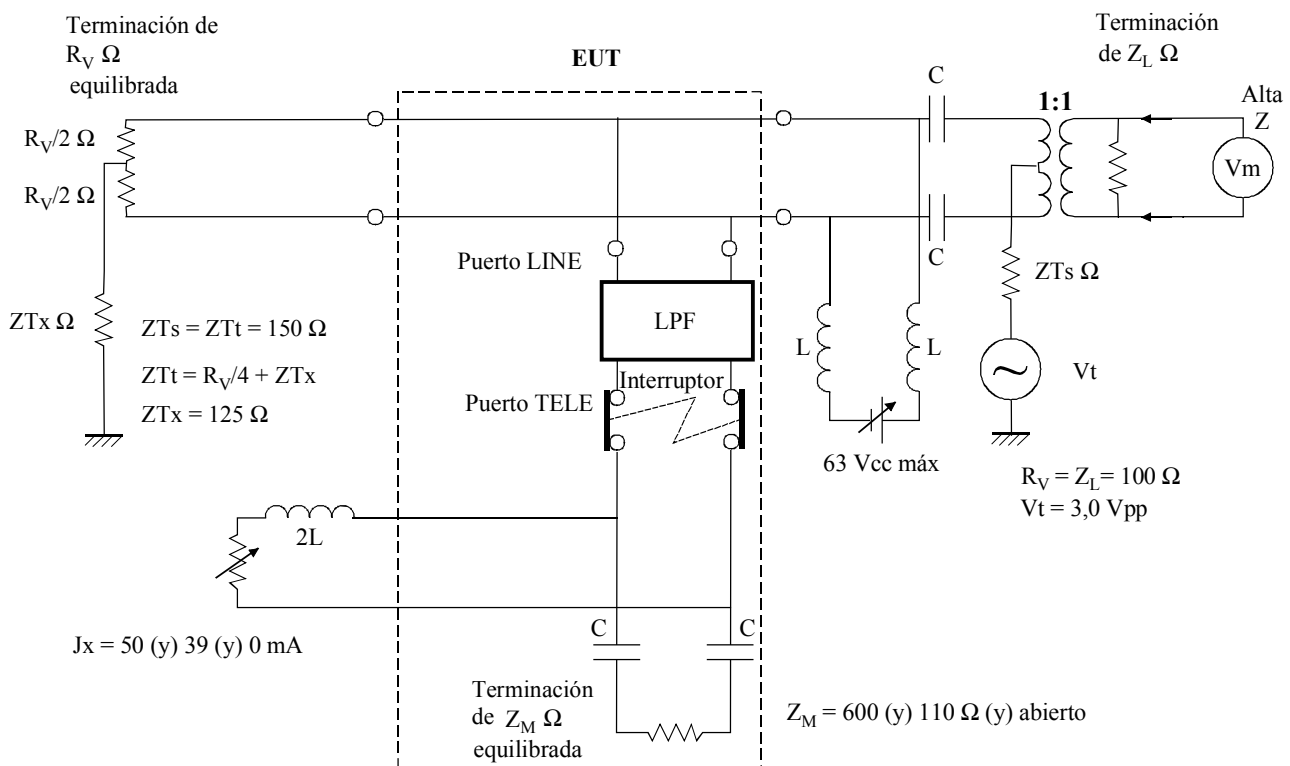 Terminación de
R_V Ω
equilibrada
EUT
Terminación
de Z_L Ω
C
1:1
Alta
Z
R_V/2 Ω
Vm
R_V/2 Ω
C
Puerto LINE
ZTs Ω
ZTx Ω
ZTs = ZTt = 150 Ω
LPF
L
L
Vt
ZTt = R_V/4 + ZTx
Interruptor
Puerto TELE
ZTx = 125 Ω
63 Vcc máx
R_V = Z_L = 100 Ω
Vt = 3,0 Vpp
2L
Jx = 50 (y) 39 (y) 0 mA
C
C
Terminación
de Z_M Ω
equilibrada
Z_M = 600 (y) 110 Ω (y) abierto